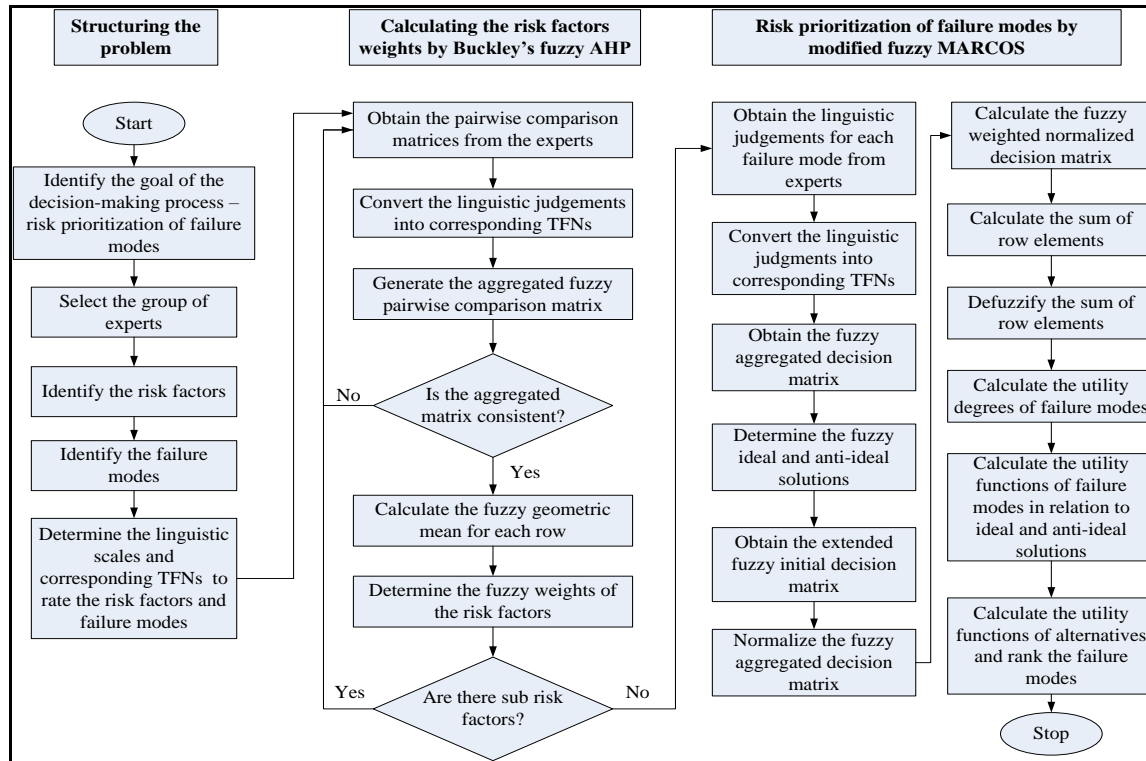 Structuring the
problem
Calculating the risk factors
weights by Buckley's fuzzy AHP
Risk prioritization of failure modes by
modified fuzzy MARCOS
Start
Identify the goal of the
decision-making process –
risk prioritization of failure
modes
Select the group of
experts
Identify the risk factors
Identify the failure
modes
Determine the linguistic
scales and
corresponding TFNs to
rate the risk factors and
failure modes
Obtain the pairwise comparison
matrices from the experts
Convert the linguistic judgements
into corresponding TFNs
Generate the aggregated fuzzy
pairwise comparison matrix
No
Is the aggregated
matrix consistent?
Yes
Calculate the fuzzy geometric
mean for each row
Determine the fuzzy weights of
the risk factors
Yes
Are there sub risk
factors?
No
Obtain the linguistic
judgements for each
failure mode from
experts
Convert the linguistic
judgments into
corresponding TFNs
Obtain the fuzzy
aggregated decision
matrix
Determine the fuzzy
ideal and anti-ideal
solutions
Obtain the extended
fuzzy initial decision
matrix
Normalize the fuzzy
aggregated decision
matrix
Calculate the fuzzy
weighted normalized
decision matrix
Calculate the sum of
row elements
Defuzzify the sum of
row elements
Calculate the utility
degrees of failure modes
Calculate the utility
functions of failure
modes in relation to
ideal and anti-ideal
solutions
Calculate the utility
functions of alternatives
and rank the failure
modes
Stop